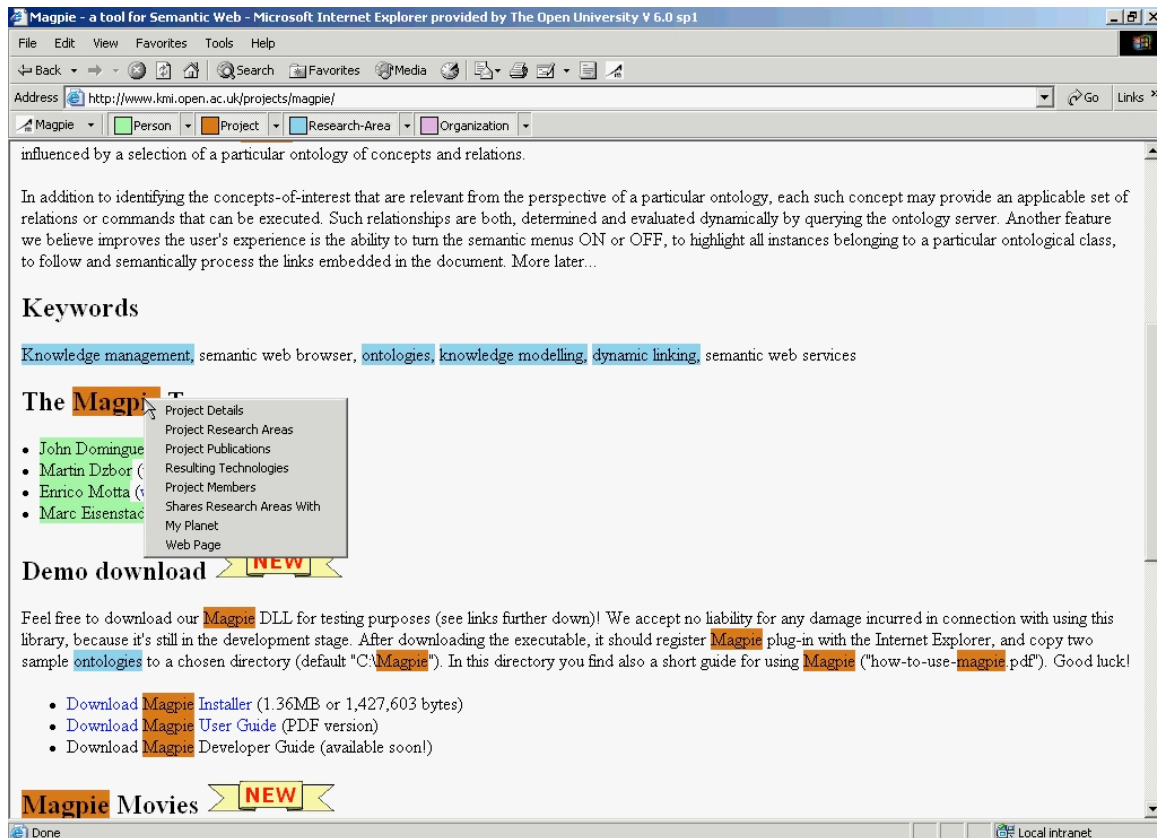 Magpie - a tool for Semantic Web - Microsoft Internet Explorer provided by The Open University V 6.0 sp1
File Edit View Favorites Tools Help
Back Search Favorites Media
Address http://www.kmi.open.ac.uk/projects/magpie/ Go Links »
Magpie Person Project Research-Area Organization
influenced by a selection of a particular ontology of concepts and relations.
In addition to identifying the concepts-of-interest that are relevant from the perspective of a particular ontology, each such concept may provide an applicable set of
relations or commands that can be executed. Such relationships are both, determined and evaluated dynamically by querying the ontology server. Another feature
we believe improves the user's experience is the ability to turn the semantic menus ON or OFF, to highlight all instances belonging to a particular ontological class,
to follow and semantically process the links embedded in the document. More later...
Keywords
Knowledge management, semantic web browser, ontologies, knowledge modelling, dynamic linking, semantic web services
The Magpi T
• John Domingue
• Martin Dzbor (
• Enrico Motta (
• Marc Eisenstad
Project Details
Project Research Areas
Project Publications
Resulting Technologies
Project Members
Shares Research Areas With
My Planet
Web Page
Demo download NEW
Feel free to download our Magpie DLL for testing purposes (see links further down)! We accept no liability for any damage incurred in connection with using this
library, because it's still in the development stage. After downloading the executable, it should register Magpie plug-in with the Internet Explorer, and copy two
sample ontologies to a chosen directory (default "C:\Magpie"). In this directory you find also a short guide for using Magpie ("how-to-use-magpie.pdf"). Good luck!
• Download Magpie Installer (1.36MB or 1,427,603 bytes)
• Download Magpie User Guide (PDF version)
• Download Magpie Developer Guide (available soon!)
Magpie Movies NEW
Done Local intranet